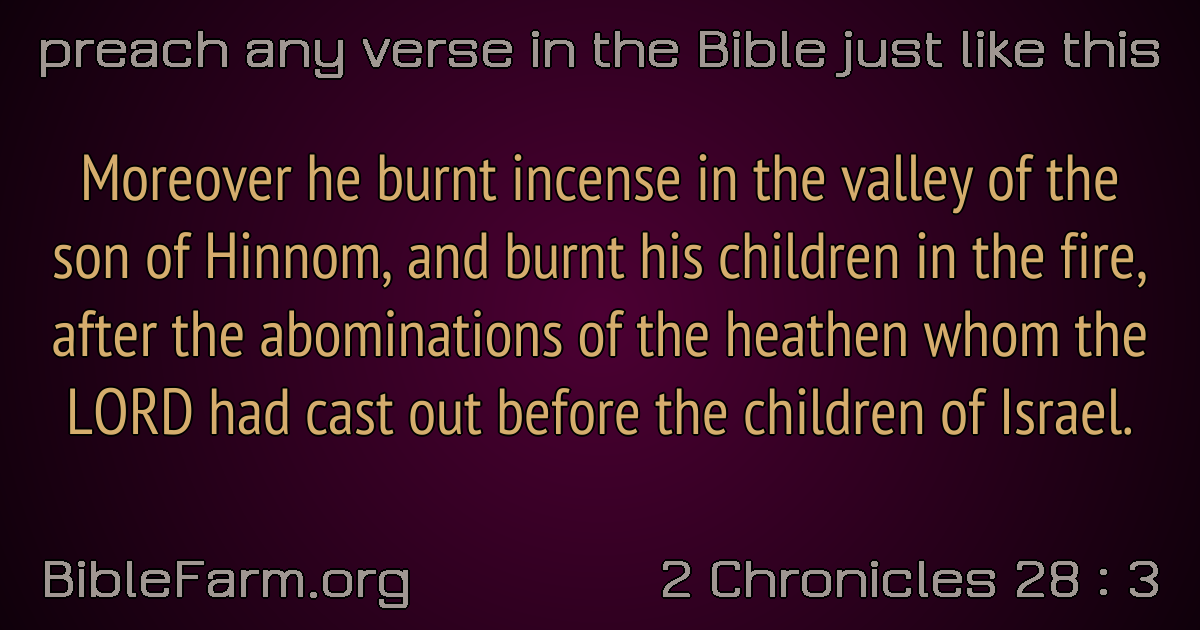 preach any verse in the Bible just like this
Moreover he burnt incense in the valley of the
son of Hinnom, and burnt his children in the fire,
after the abominations of the heathen whom the
LORD had cast out before the children of Israel.
BibleFarm.org
2 Chronicles 28 : 3